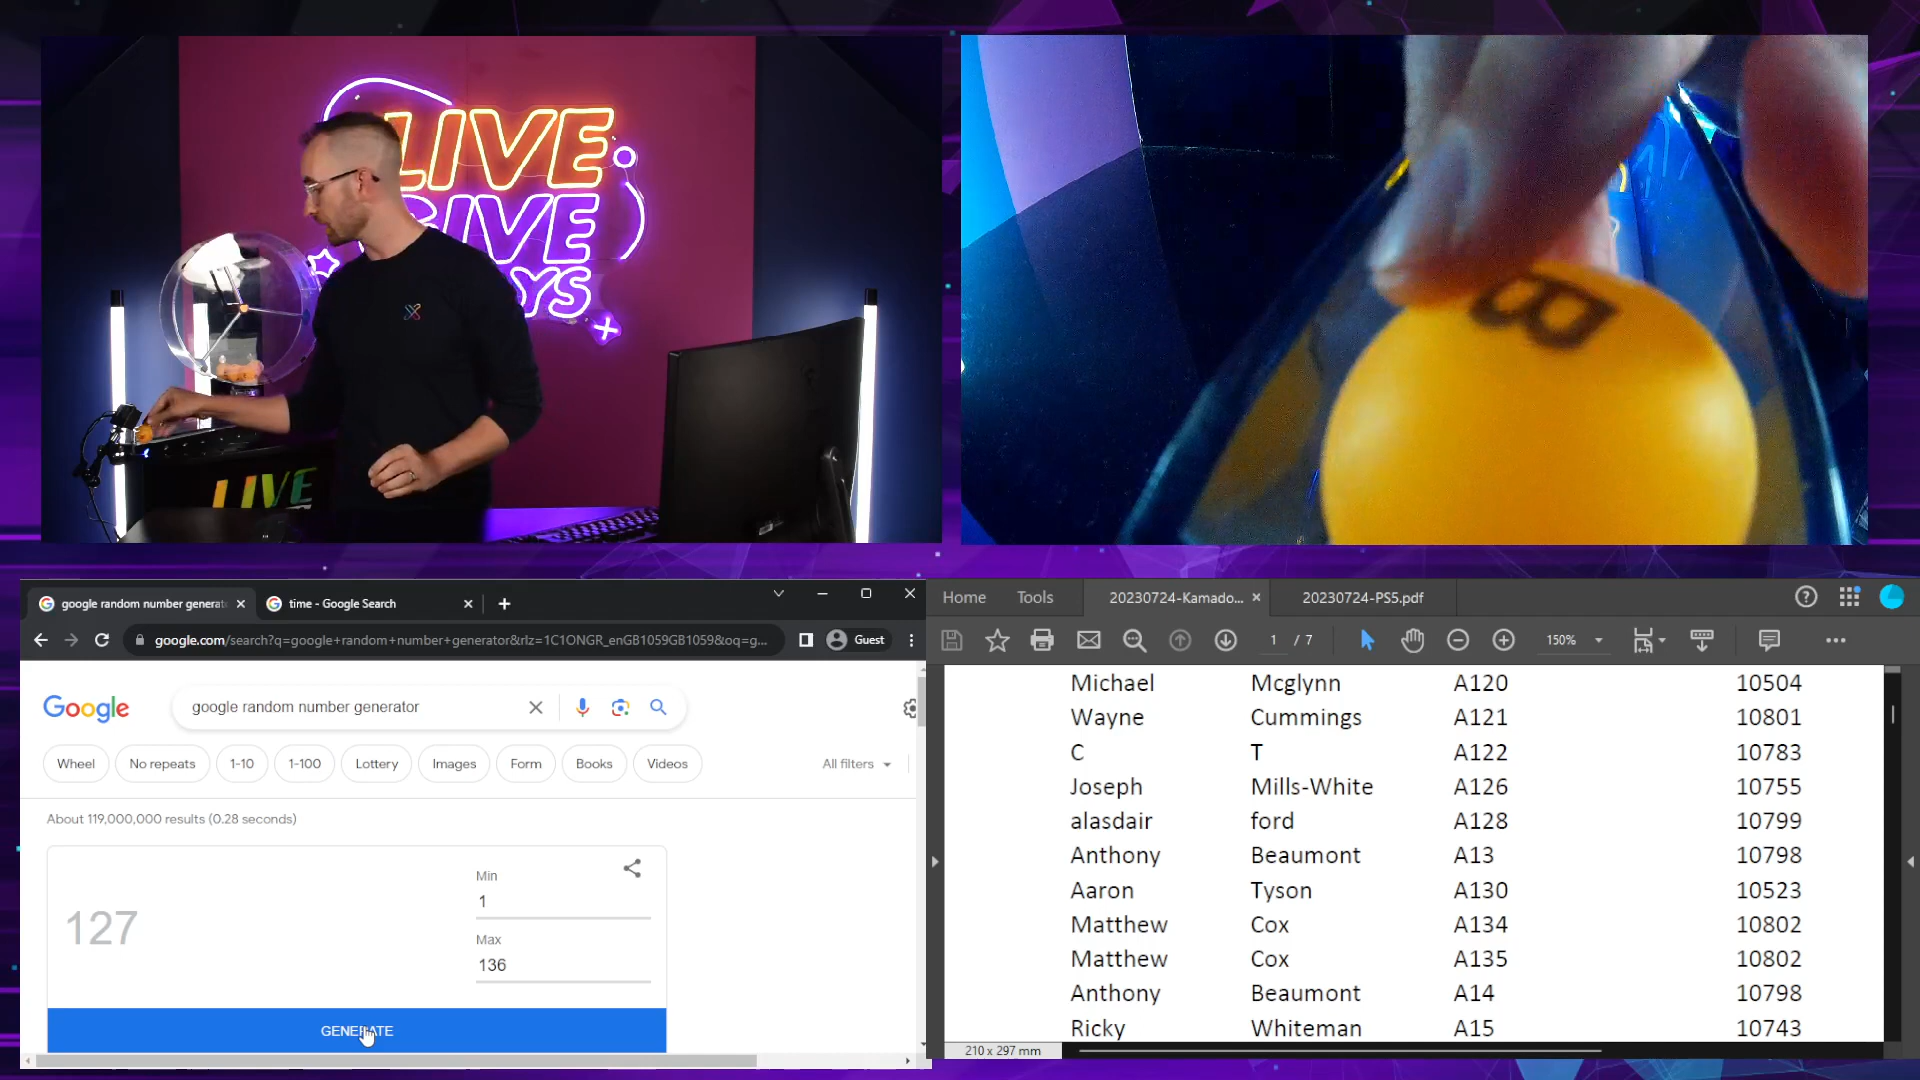 LIVE
GIVE
AYS
LIVE
B
google random number generat
time - Google Search
google.com/search?q=google+random+number+generator&rlz=1C1ONGR_enGB1059GB1059&oq=g...
Guest
Google
google random number generator
Wheel
No repeats
1-10
1-100
Lottery
Images
Form
Books
Videos
All filters
About 119,000,000 results (0.28 seconds)
127
Min
1
Max
136
GENERATE
Home
Tools
20230724-Kamado...
20230724-PS5.pdf
1 / 7
150%
Michael Mcglynn A120 10504
Wayne Cummings A121 10801
C T A122 10783
Joseph Mills-White A126 10755
alasdair ford A128 10799
Anthony Beaumont A13 10798
Aaron Tyson A130 10523
Matthew Cox A134 10802
Matthew Cox A135 10802
Anthony Beaumont A14 10798
Ricky Whiteman A15 10743
210 x 297 mm